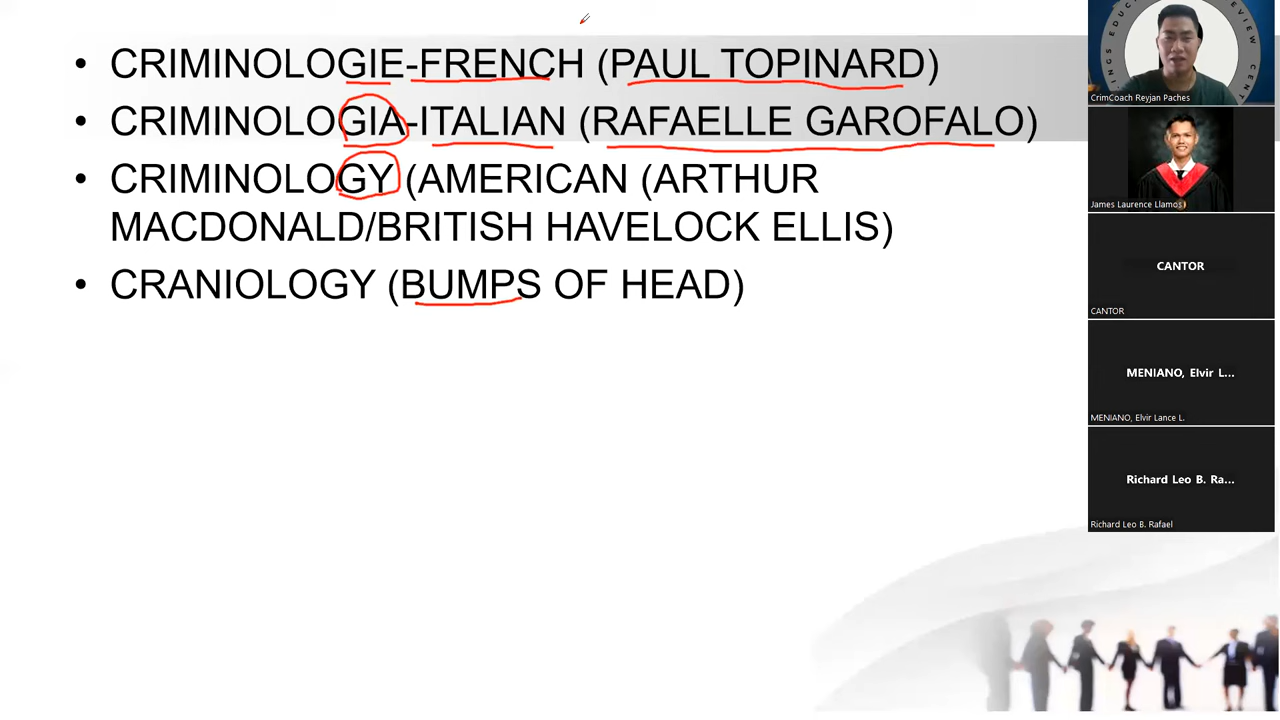 • CRIMINOLOGIE-FRENCH (PAUL TOPINARD)
• CRIMINOLOGIA-ITALIAN (RAFAELLE GAROFALO)
• CRIMINOLOGY (AMERICAN (ARTHUR
MACDONALD/BRITISH HAVELOCK ELLIS)
• CRANIOLOGY (BUMPS OF HEAD)
CrimCoach Reyjan Paches
James Laurence Llamos
CANTOR
CANTOR
MENIANO, Elvir L...
MENIANO, Elvir Lance L.
Richard Leo B. Ra...
Richard Leo B. Rafael